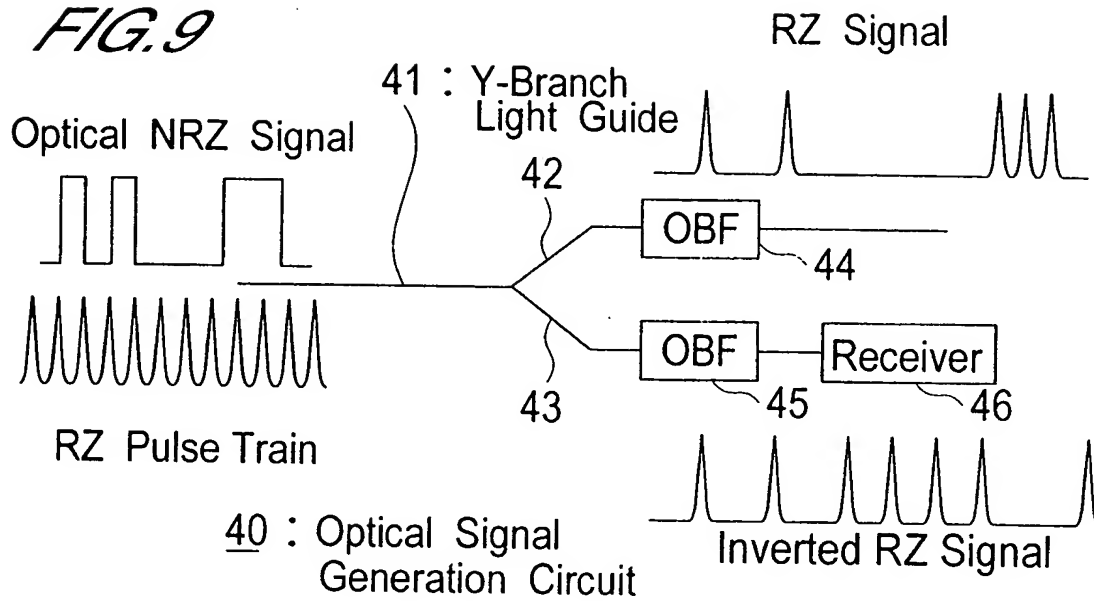 FIG.9
RZ Signal
41 : Y-Branch
Light Guide
Optical NRZ Signal
42
OBF
44
43
OBF
Receiver
45
46
RZ Pulse Train
40 : Optical Signal
Generation Circuit
Inverted RZ Signal